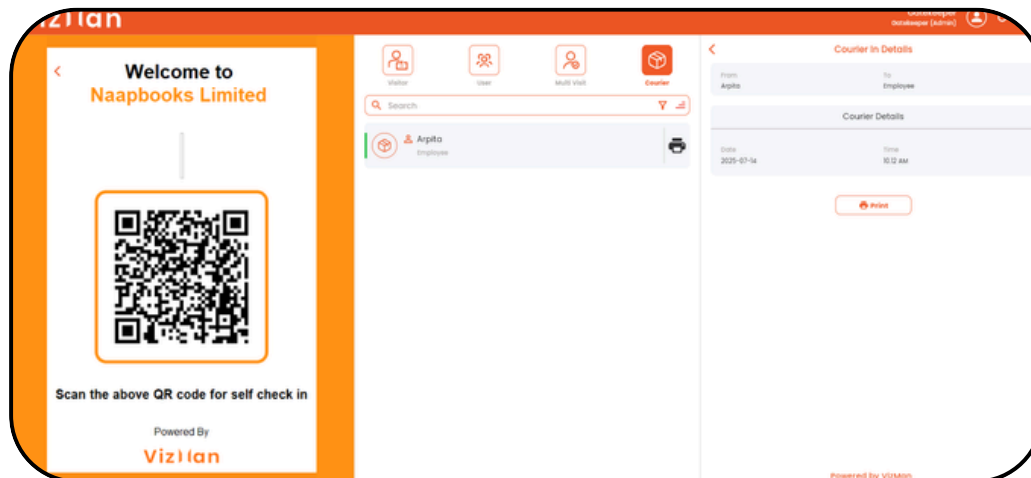 VizMan
Gatekeeper
Gatekeeper (Admin)
Welcome to
Naapbooks Limited
Scan the above QR code for self check in
Powered By
VizMan
Visitor
User
Multi Visit
Courier
Search
Arpita
Employee
Courier In Details
From
To
Arpita
Employee
Courier Details
Date
Time
2025-07-14
10.12 AM
Print
Powered by VizMan